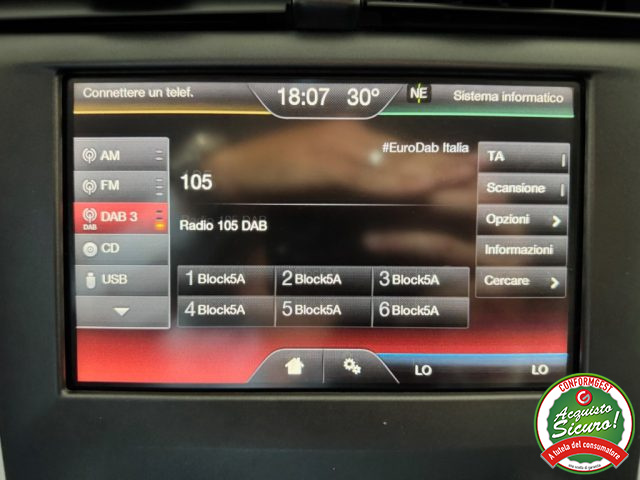 Connettere un telef.
18:07 30°
NE
Sistema informatico
#EuroDab Italia
AM
FM
DAB 3
DAB
CD
USB
105
Radio 105 DAB
TA
Scansione
Opzioni
Informazioni
Cercare
1 Block5A
2 Block5A
3 Block5A
4 Block5A
5 Block5A
6 Block5A
LO
LO
CONFORMGEST
Acquisto
Sicuro!
A tutela del consumatore